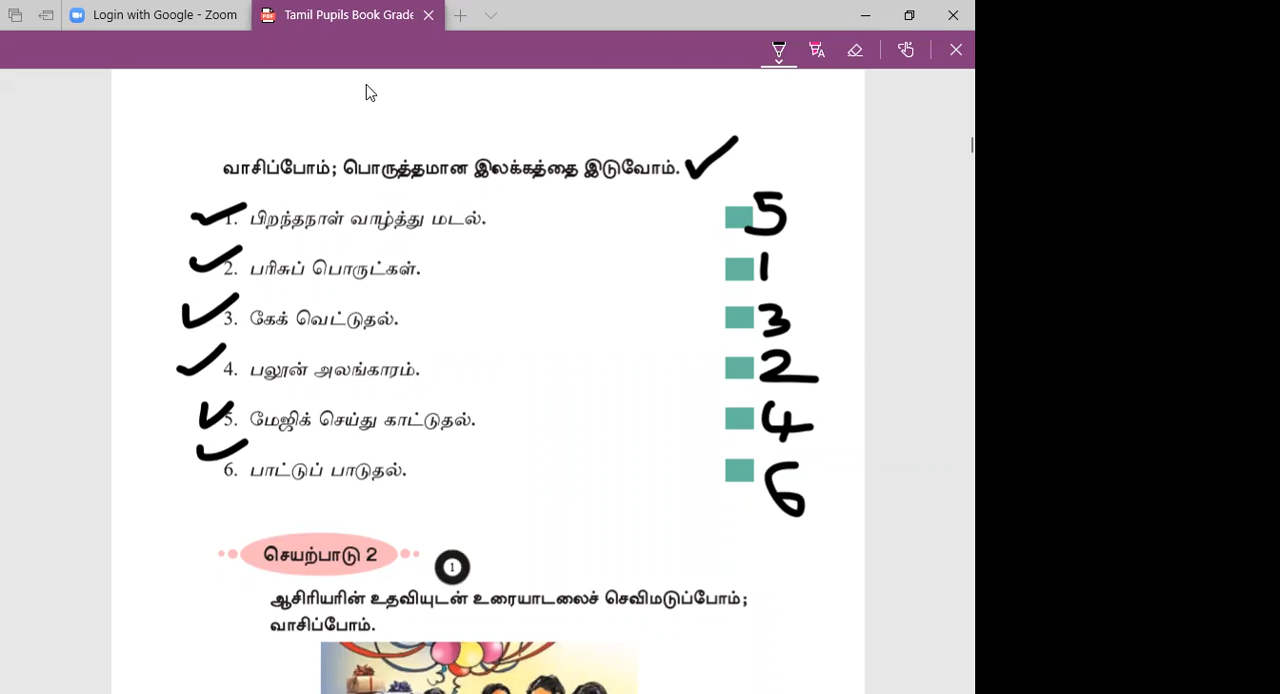 Login with Google - Zoom
Tamil Pupils Book Grade
வாசிப்போம்; பொருத்தமான இலக்கத்தை இடுவோம்.
1. பிறந்தநாள் வாழ்த்து மடல். 5
2. பரிசுப் பொருட்கள். 1
3. கேக் வெட்டுதல். 3
4. பலூன் அலங்காரம். 2
5. மேஜிக் செய்து காட்டுதல். 4
6. பாட்டுப் பாடுதல். 6
செயற்பாடு 2
1
ஆசிரியரின் உதவியுடன் உரையாடலைச் செவிமடுப்போம்;
வாசிப்போம்.